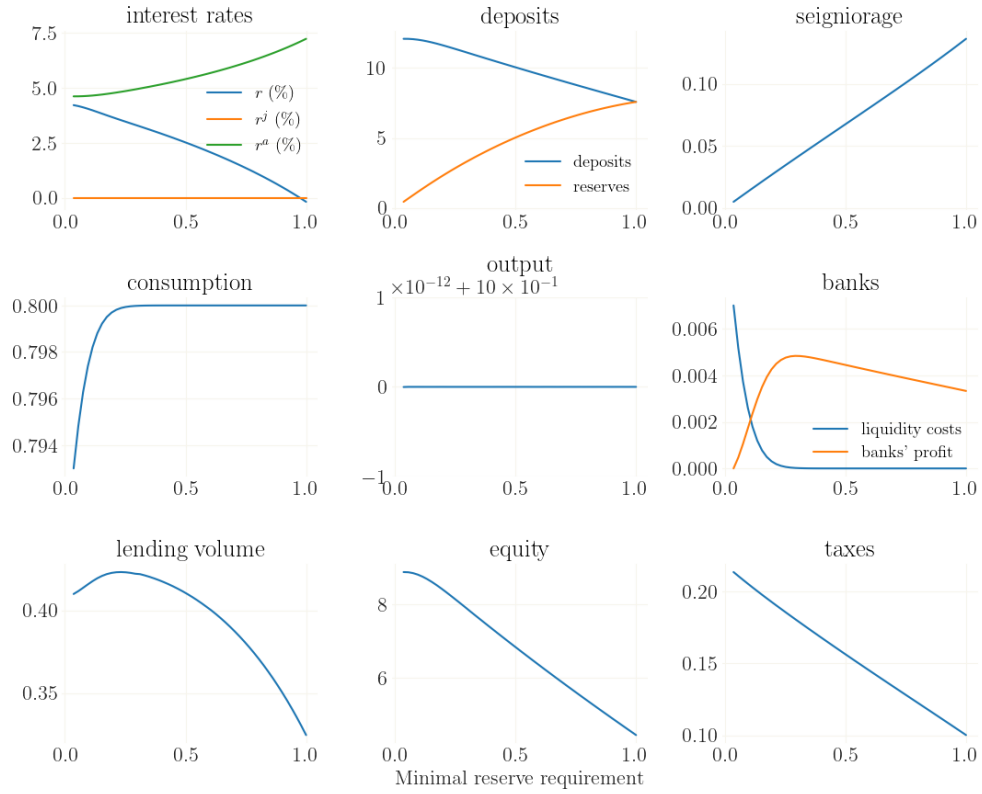 interest rates
7.5
5.0
2.5
0.0
r (%)
r^j (%)
r^a (%)
0.0 0.5 1.0
deposits
10
5
0
deposits
reserves
0.0 0.5 1.0
seigniorage
0.10
0.05
0.00
0.0 0.5 1.0
consumption
0.800
0.798
0.796
0.794
0.0 0.5 1.0
output
×10^−12 + 10 × 10^−1
1
0
−1
0.0 0.5 1.0
banks
0.006
0.004
0.002
0.000
liquidity costs
banks' profit
0.0 0.5 1.0
lending volume
0.40
0.35
0.0 0.5 1.0
equity
8
6
0.0 0.5 1.0
Minimal reserve requirement
taxes
0.20
0.15
0.10
0.0 0.5 1.0